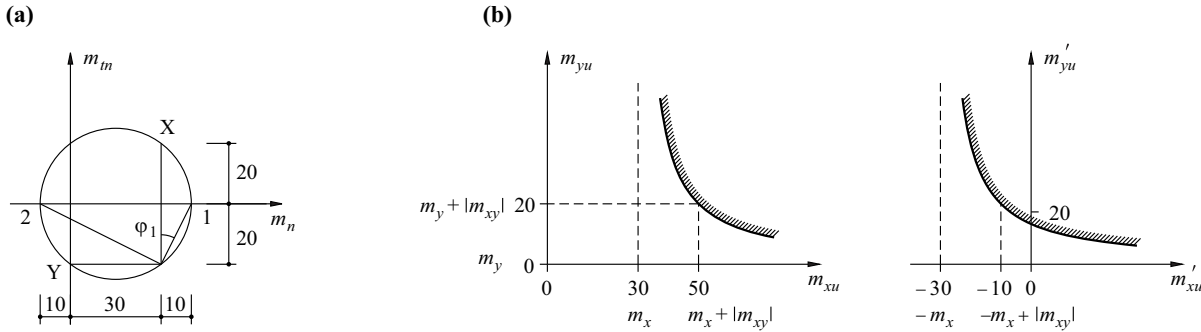 (a)
m_tn
X
20
2
φ_1
1
m_n
20
Y
10 30 10
(b)
m_yu
m_y + |m_xy| 20
m_y 0
0 30 50
m_xu
m_x m_x + |m_xy|
m'_yu
20
−30 −10 0
m'_xu
−m_x −m_x + |m_xy|